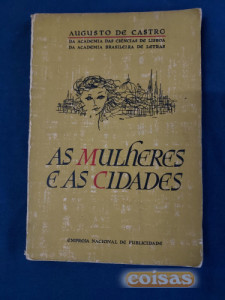 AUGUSTO DE CASTRO
DA ACADEMIA DAS CIÊNCIAS DE LISBOA
DA ACADEMIA BRASILEIRA DE LETRAS
AS MULHERES
E AS CIDADES
EMPRESA NACIONAL DE PUBLICIDADE
coisas